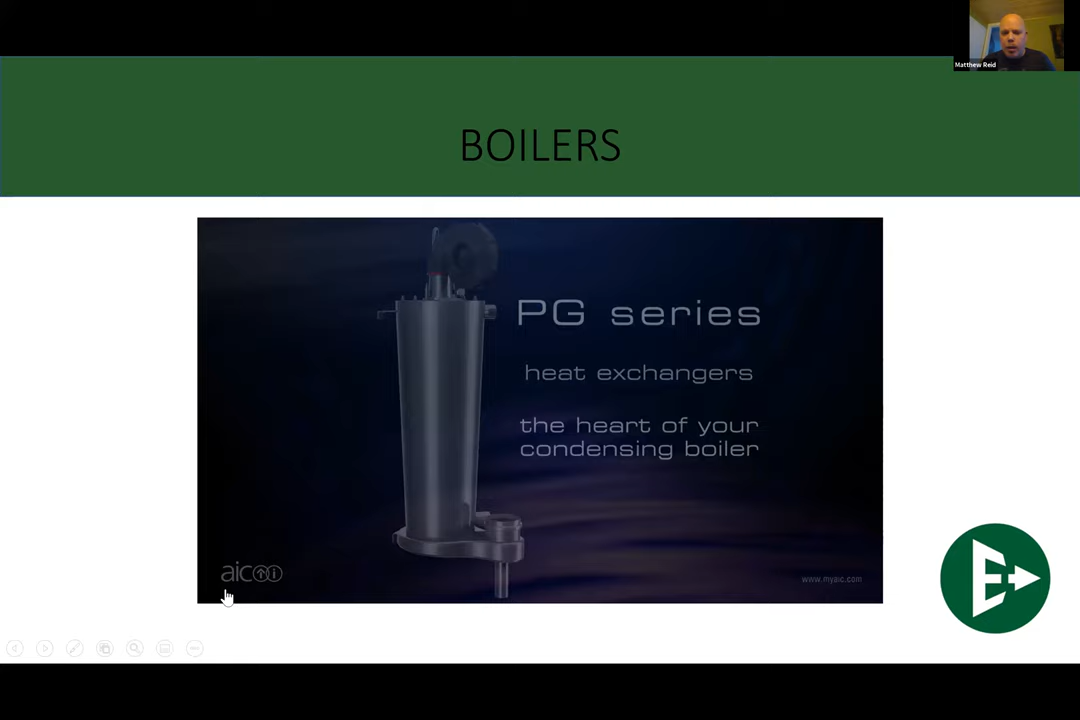 Matthew Reid
BOILERS
PG series
heat exchangers
the heart of your
condensing boiler
aic
www.myaic.com
E